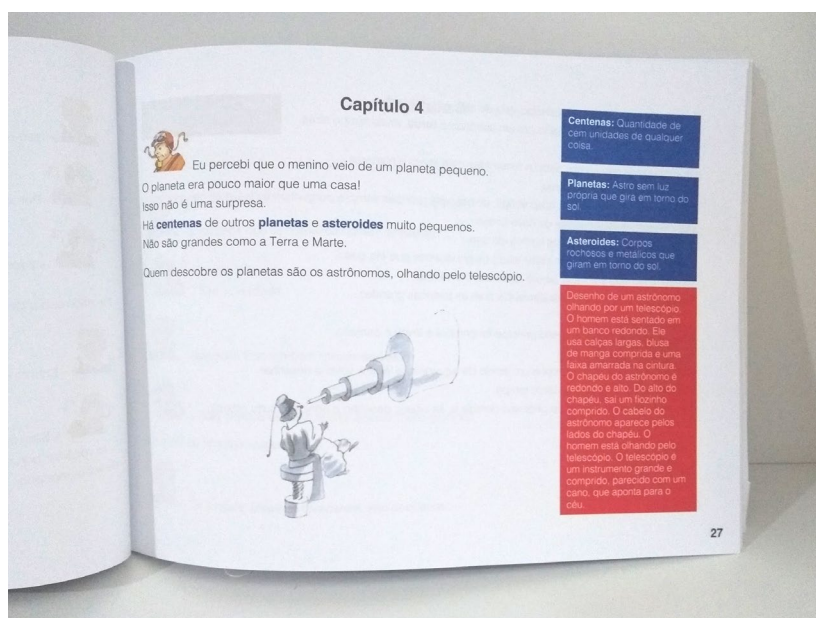 Capítulo 4
Eu percebi que o menino veio de um planeta pequeno.
O planeta era pouco maior que uma casa!
Isso não é uma surpresa.
Há centenas de outros planetas e asteroides muito pequenos.
Não são grandes como a Terra e Marte.
Quem descobre os planetas são os astrônomos, olhando pelo telescópio.
Centenas: Quantidade de
cem unidades de qualquer
coisa.
Planetas: Astro sem luz
própria que gira em torno do
sol.
Asteroides: Corpos
rochosos e metálicos que
giram em torno do sol.
Desenho de um astrônomo
olhando por um telescópio.
O homem está sentado em
um banco redondo. Ele
usa calças largas, blusa
de manga comprida e uma
faixa amarrada na cintura.
O chapéu do astrônomo é
redondo e alto. Do alto do
chapéu, sai um fiozinho
comprido. O cabelo do
astrônomo aparece pelos
lados do chapéu. O
homem está olhando pelo
telescópio. O telescópio é
um instrumento grande e
comprido, parecido com um
cano, que aponta para o
céu.
27